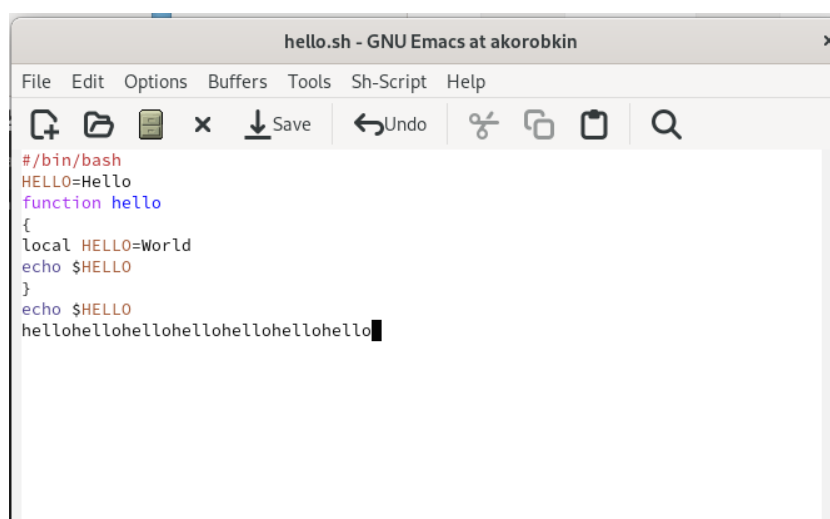 hello.sh - GNU Emacs at akorobkin
File Edit Options Buffers Tools Sh-Script Help
Save Undo
#/bin/bash
HELLO=Hello
function hello
{
local HELLO=World
echo $HELLO
}
echo $HELLO
hellohellohellohellohellohellohello